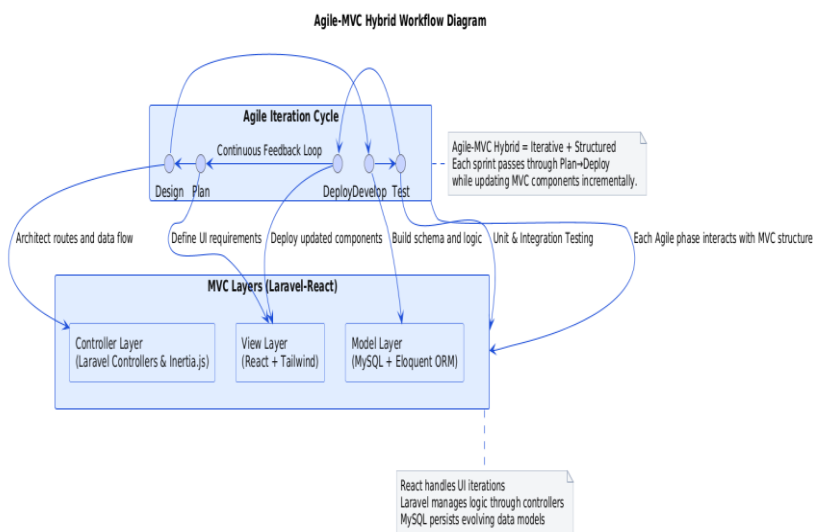 Agile-MVC Hybrid Workflow Diagram
Agile Iteration Cycle
Continuous Feedback Loop
Design Plan Deploy Develop Test
Agile-MVC Hybrid = Iterative + Structured
Each sprint passes through Plan→Deploy
while updating MVC components incrementally.
Architect routes and data flow
Define UI requirements
Deploy updated components
Build schema and logic
Unit & Integration Testing
Each Agile phase interacts with MVC structure
MVC Layers (Laravel-React)
Controller Layer
(Laravel Controllers & Inertia.js)
View Layer
(React + Tailwind)
Model Layer
(MySQL + Eloquent ORM)
React handles UI iterations
Laravel manages logic through controllers
MySQL persists evolving data models